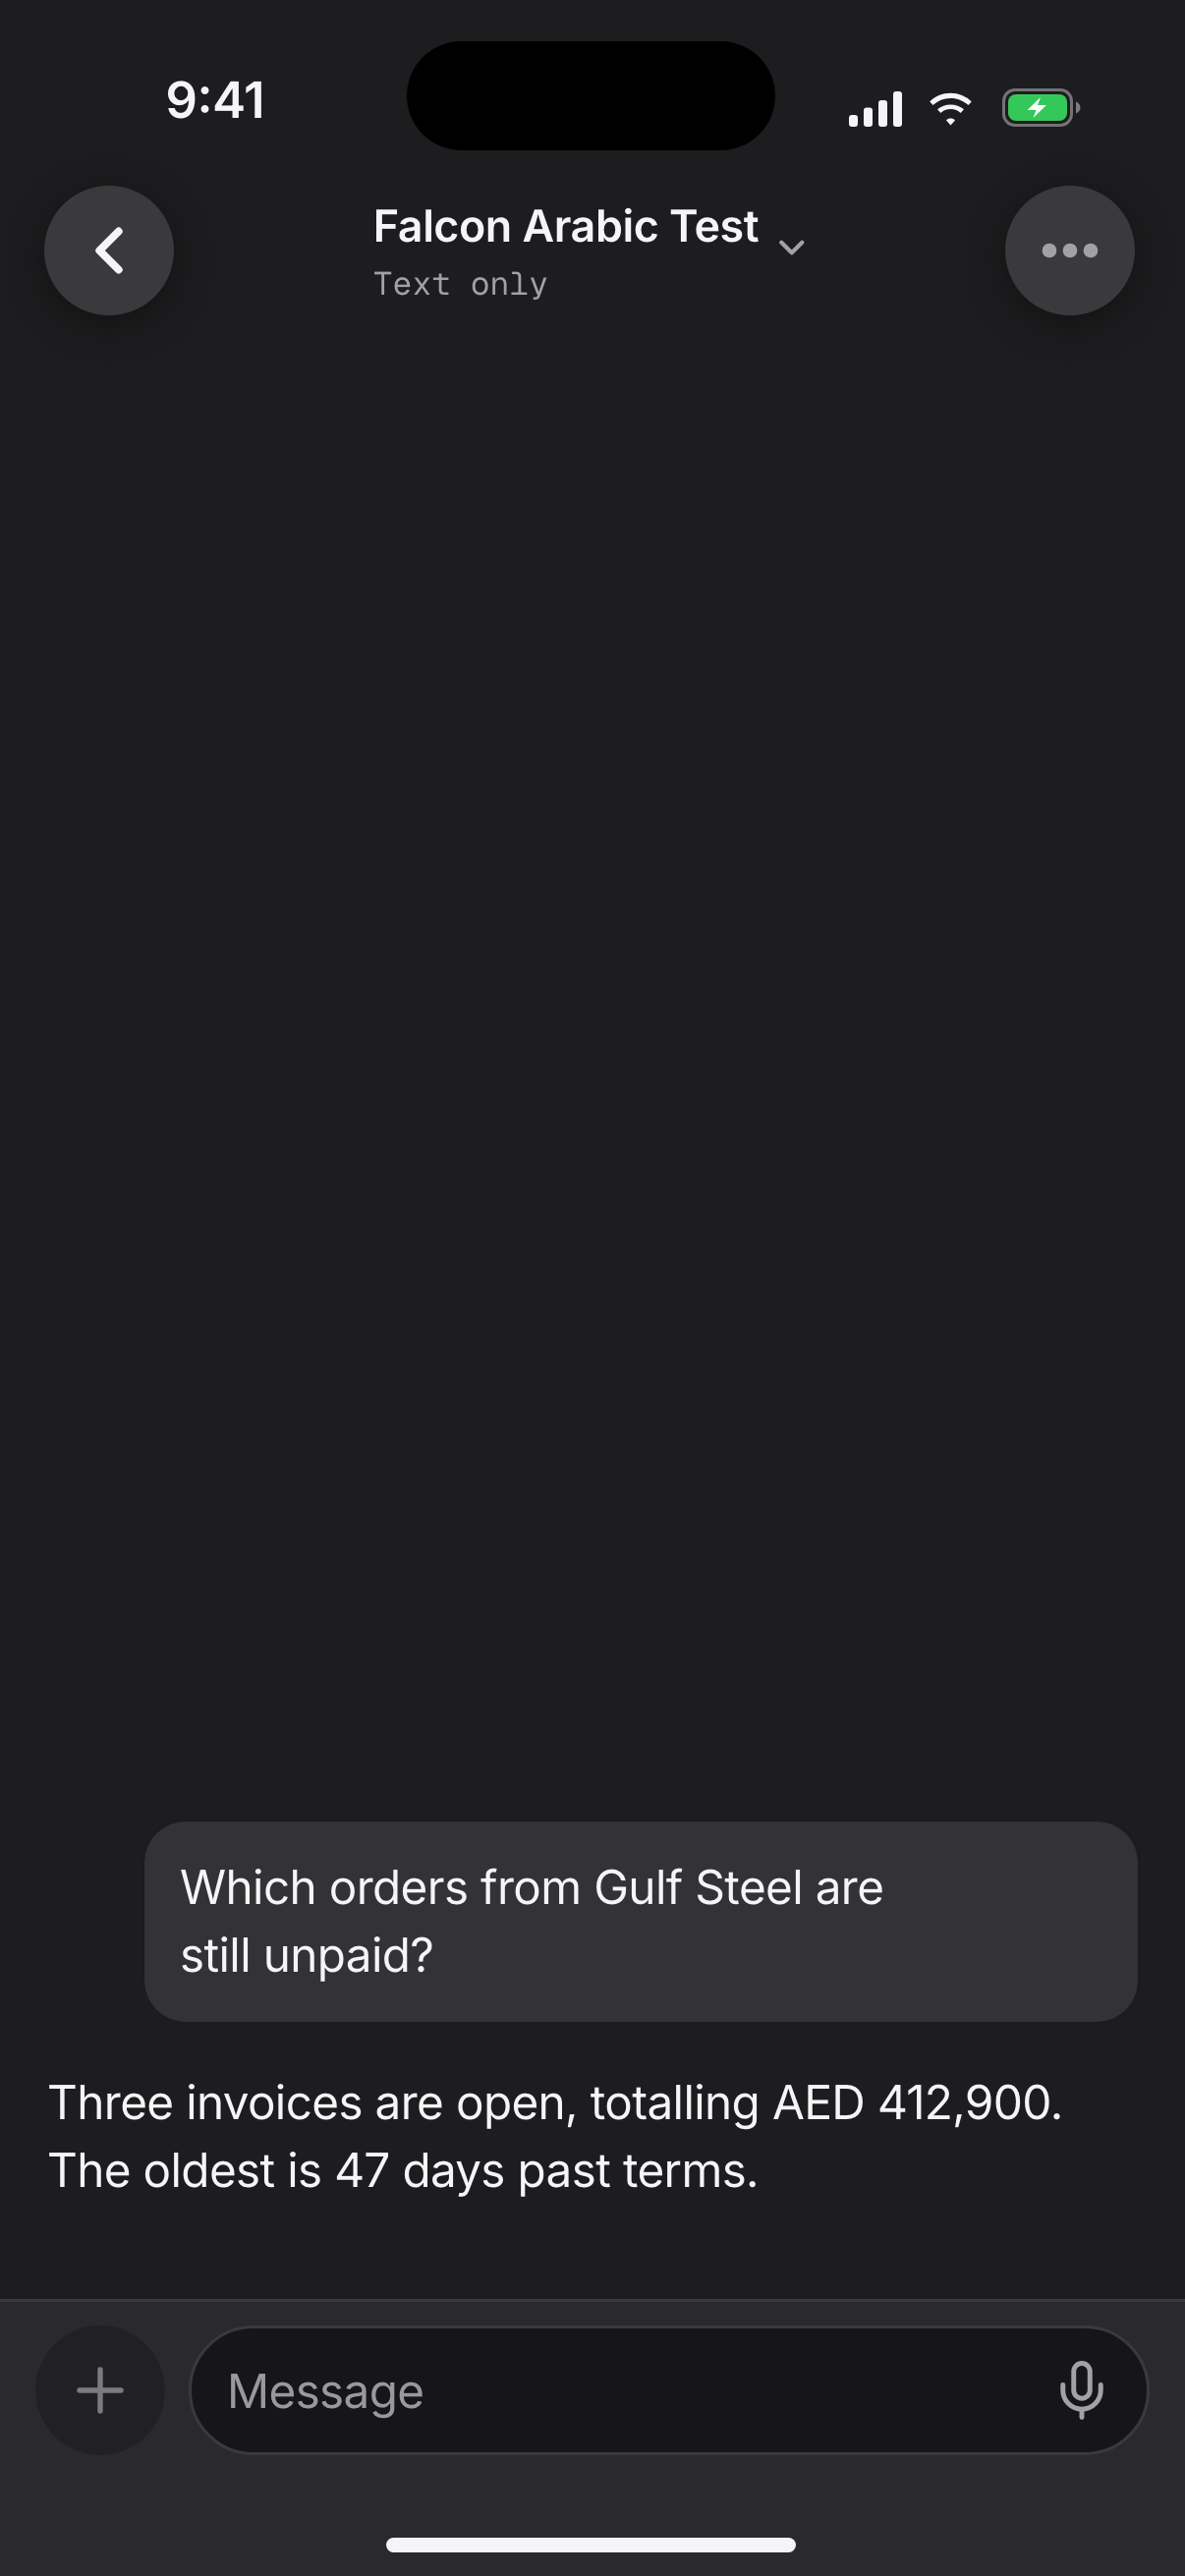 9:41
Falcon Arabic Test
Text only
Which orders from Gulf Steel are
still unpaid?
Three invoices are open, totalling AED 412,900.
The oldest is 47 days past terms.
Message